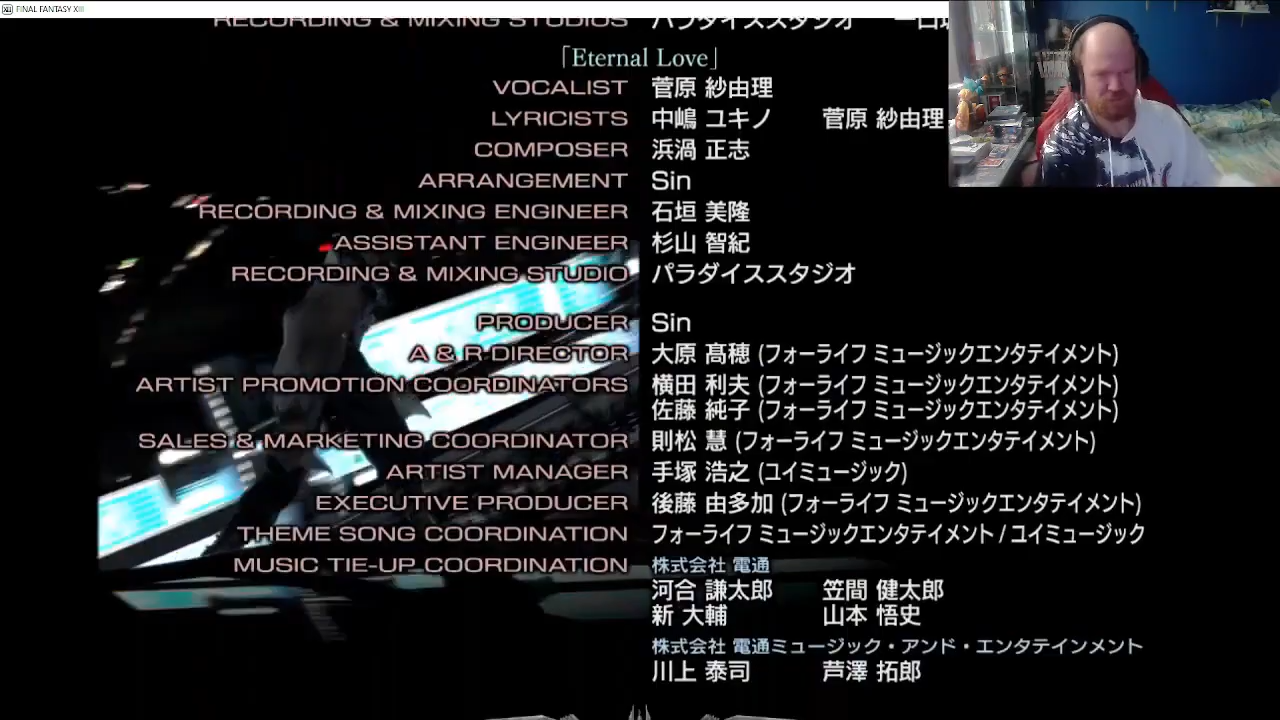 FINAL FANTASY XIII
RECORDING & MIXING STUDIOS パラダイススタジオ
「Eternal Love」
VOCALIST 菅原 紗由理
LYRICISTS 中嶋 ユキノ 菅原 紗由理
COMPOSER 浜渦 正志
ARRANGEMENT Sin
RECORDING & MIXING ENGINEER 石垣 美隆
ASSISTANT ENGINEER 杉山 智紀
RECORDING & MIXING STUDIO パラダイススタジオ
PRODUCER Sin
A & R DIRECTOR 大原 髙穂 (フォーライフ ミュージックエンタテイメント)
ARTIST PROMOTION COORDINATORS 横田 利夫 (フォーライフ ミュージックエンタテイメント)
佐藤 純子 (フォーライフ ミュージックエンタテイメント)
SALES & MARKETING COORDINATOR 則松 慧 (フォーライフ ミュージックエンタテイメント)
ARTIST MANAGER 手塚 浩之 (ユイミュージック)
EXECUTIVE PRODUCER 後藤 由多加 (フォーライフ ミュージックエンタテイメント)
THEME SONG COORDINATION フォーライフ ミュージックエンタテイメント / ユイミュージック
MUSIC TIE-UP COORDINATION 株式会社 電通
河合 謙太郎 笠間 健太郎
新 大輔 山本 悟史
株式会社 電通ミュージック・アンド・エンタテインメント
川上 泰司 芦澤 拓郎